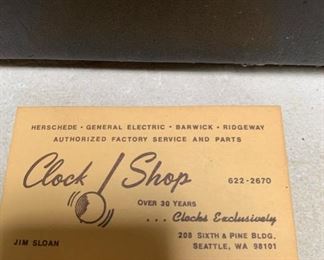 HERSCHEDE • GENERAL ELECTRIC • BARWICK • RIDGEWAY
AUTHORIZED FACTORY SERVICE AND PARTS
Clock Shop
622-2670
OVER 30 YEARS
... Clocks Exclusively
208 SIXTH & PINE BLDG.
JIM SLOAN SEATTLE, WA 98101